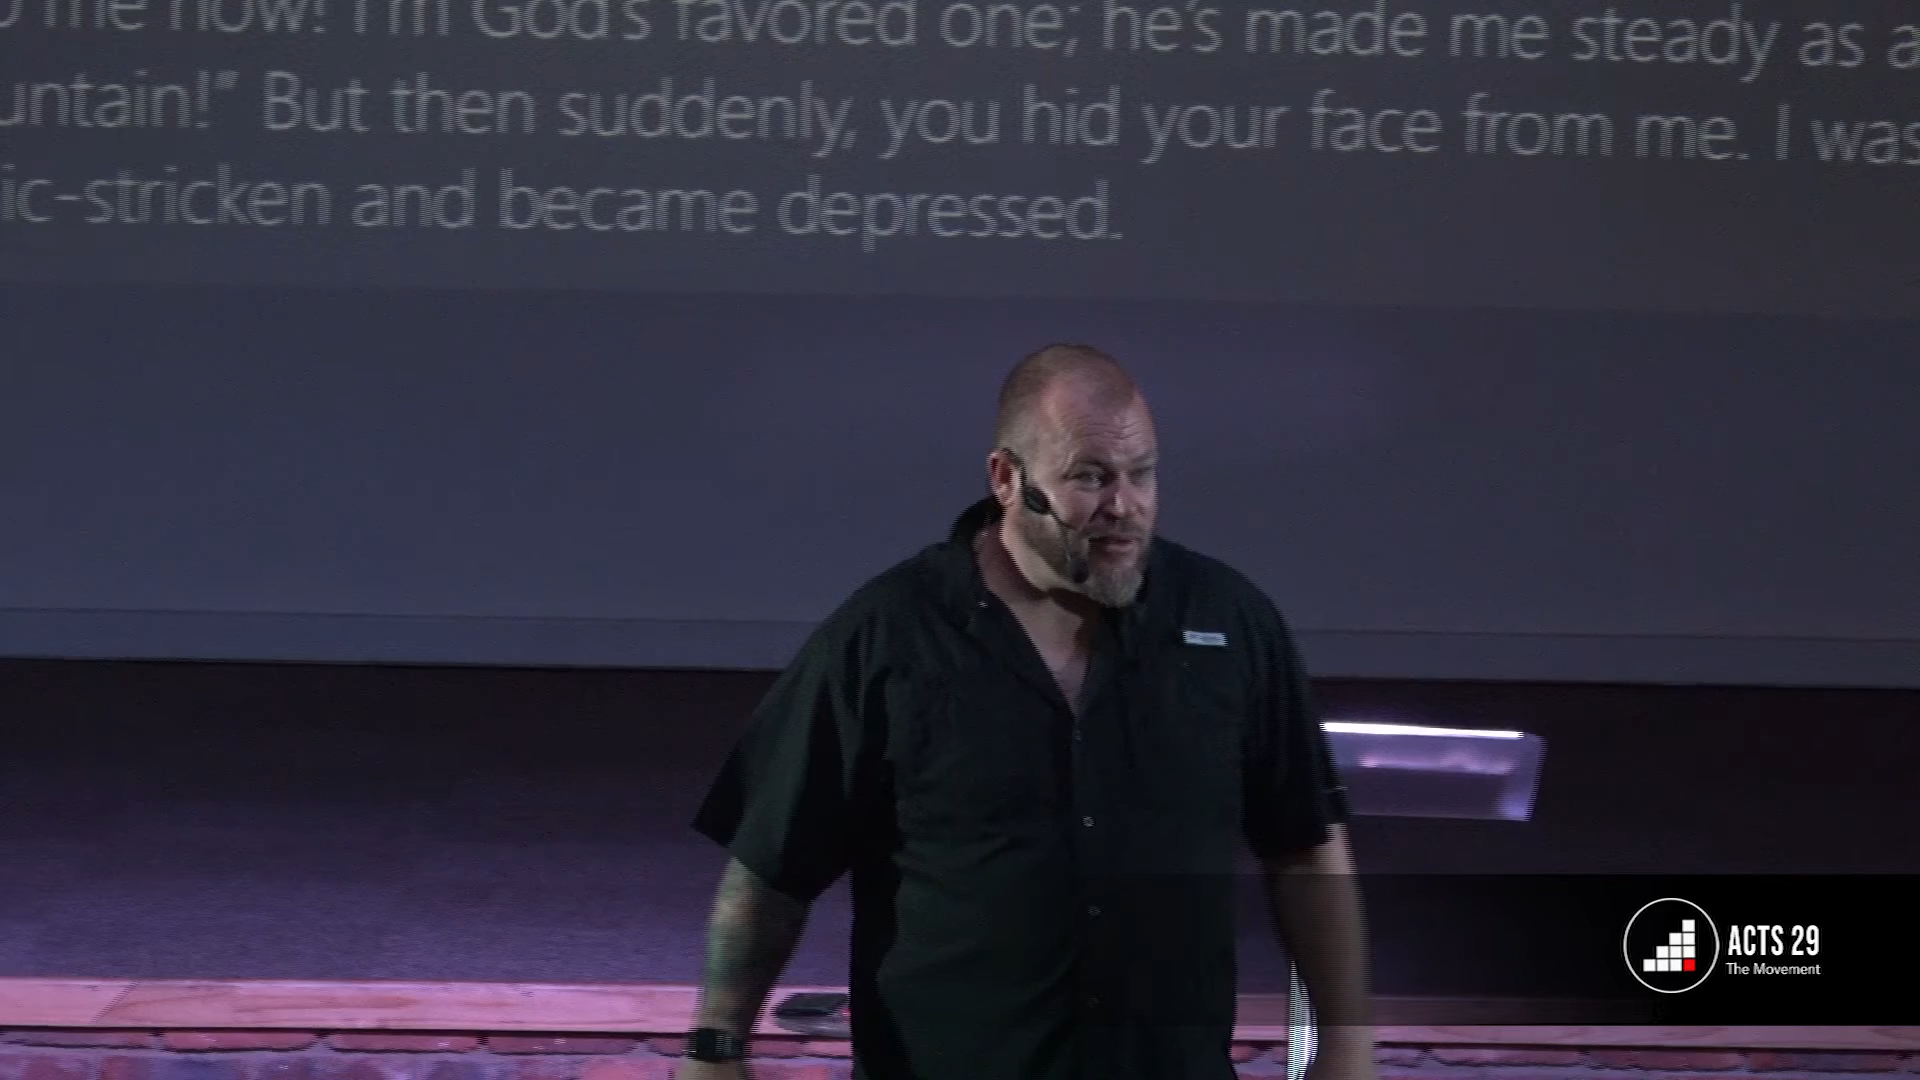 me now! I'm God's favored one; he's made me steady as a
untain!" But then suddenly, you hid your face from me. I was
ic-stricken and became depressed.
ACTS 29
The Movement